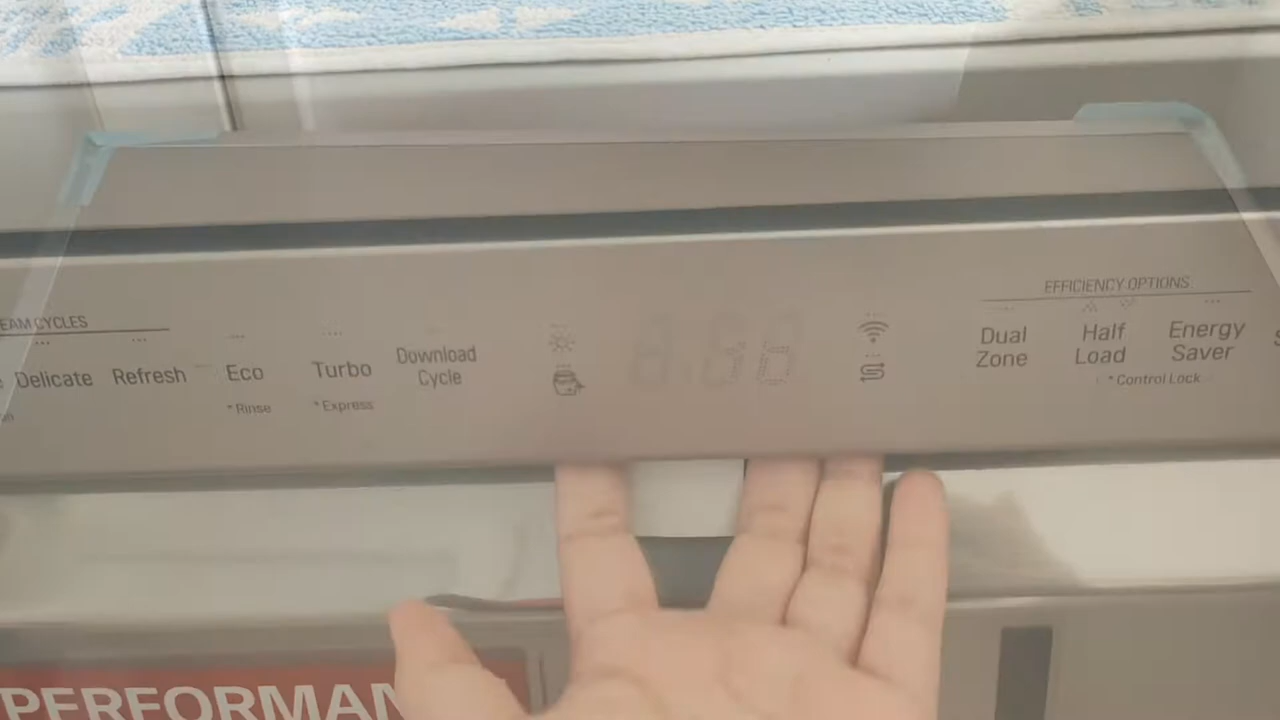 EAM CYCLES
Delicate
Refresh
Eco
*Rinse
Turbo
*Express
Download
Cycle
EFFICIENCY OPTIONS
Dual
Zone
Half
Load
*Control Lock
Energy
Saver
PERFORMAN